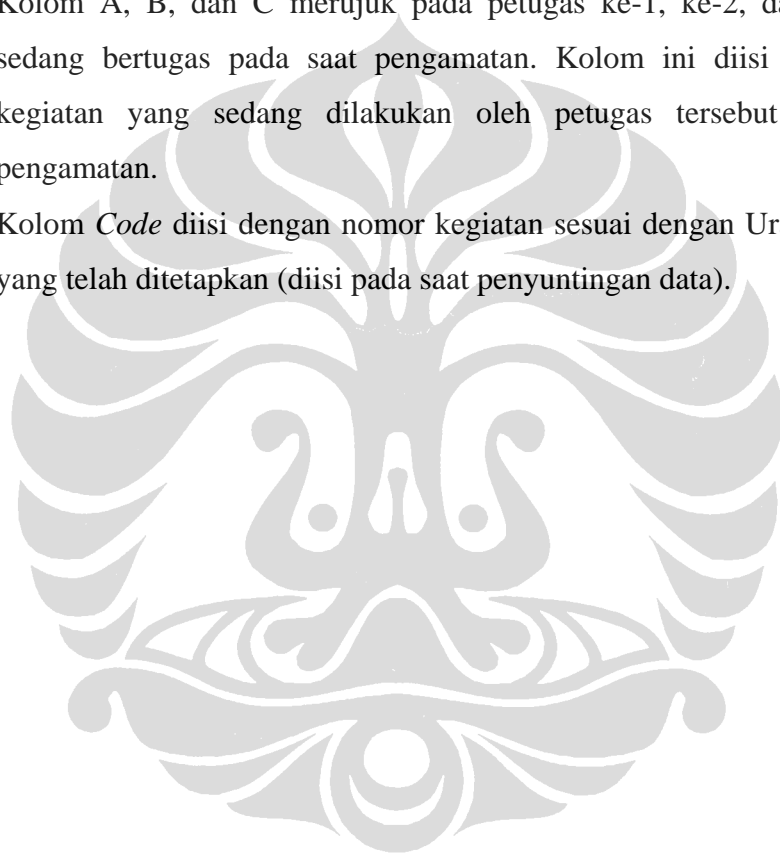 Kolom A, B, dan C merujuk pada petugas ke-1, ke-2, da
sedang bertugas pada saat pengamatan. Kolom ini diisi
kegiatan yang sedang dilakukan oleh petugas tersebut
pengamatan.
Kolom Code diisi dengan nomor kegiatan sesuai dengan Ur
yang telah ditetapkan (diisi pada saat penyuntingan data).